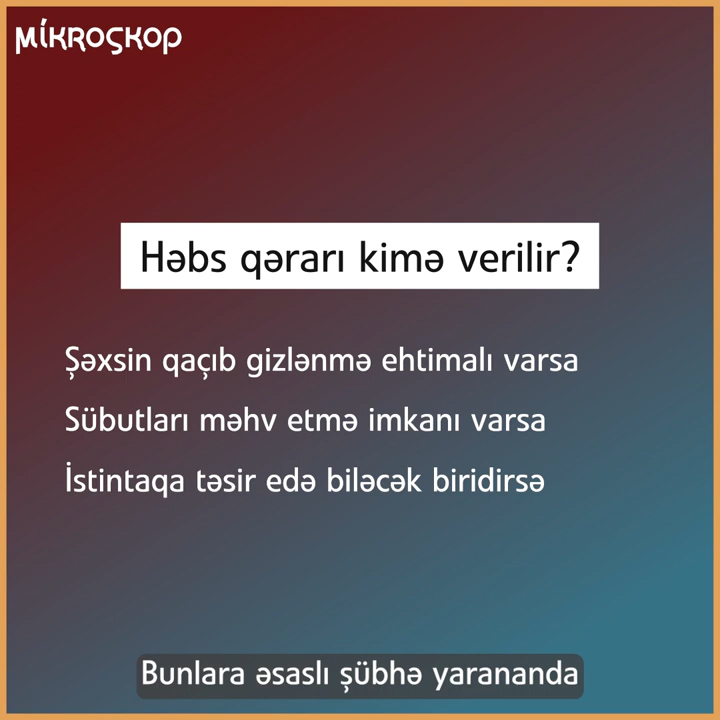 MİKROSKOP
Həbs qərarı kimə verilir?
Şəxsin qaçıb gizlənmə ehtimalı varsa
Sübutları məhv etmə imkanı varsa
İstintaqa təsir edə biləcək biridirsə
Bunlara əsaslı şübhə yarananda